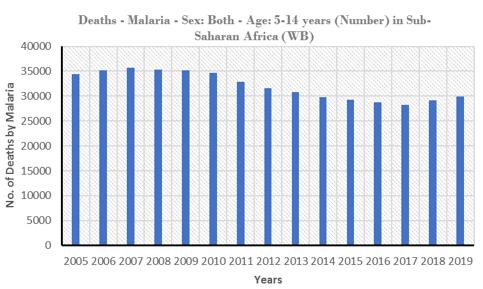 Deaths - Malaria - Sex: Both - Age: 5-14 years (Number) in Sub-
Saharan Africa (WB)
40000
35000
30000
25000
20000
15000
10000
5000
0
No. of Deaths by Malaria
2005 2006 2007 2008 2009 2010 2011 2012 2013 2014 2015 2016 2017 2018 2019
Years